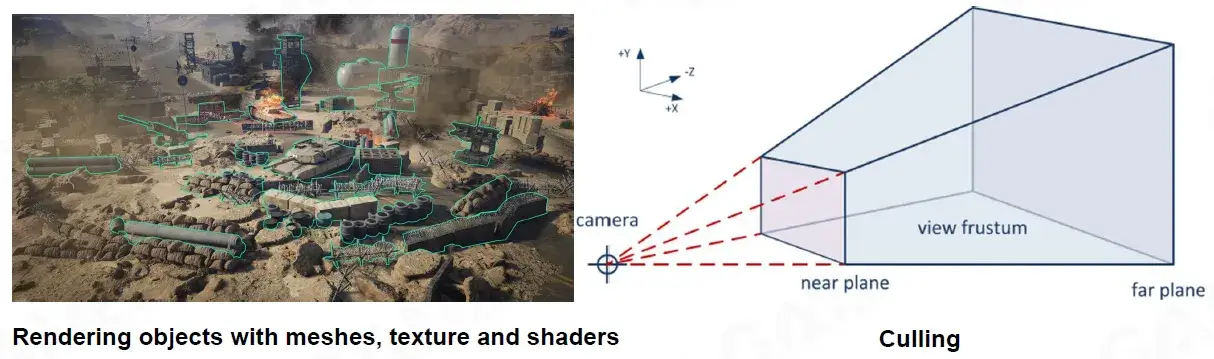 +Y
-Z
+X
camera
view frustum
near plane
far plane
Rendering objects with meshes, texture and shaders
Culling